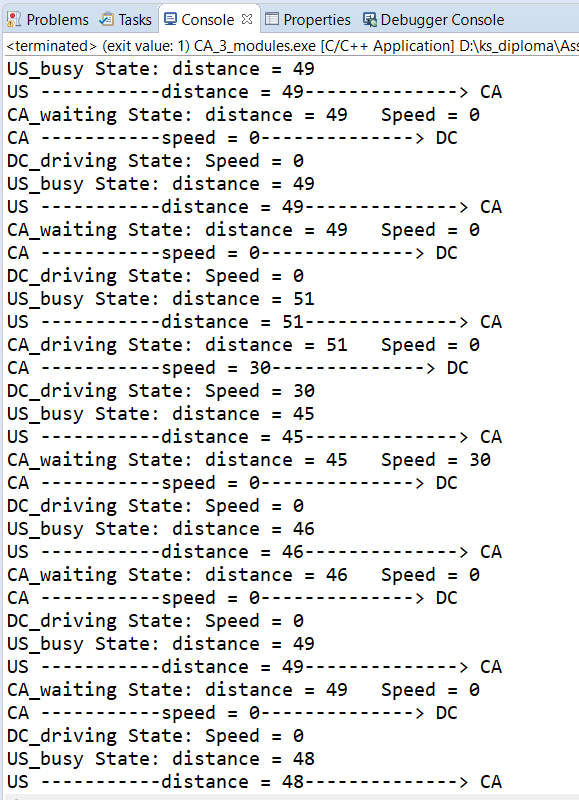 Problems Tasks Console Properties Debugger Console
<terminated> (exit value: 1) CA_3_modules.exe [C/C++ Application] D:\ks_diploma\Ass
US_busy State: distance = 49
US -----------distance = 49--------------> CA
CA_waiting State: distance = 49   Speed = 0
CA -----------speed = 0--------------> DC
DC_driving State: Speed = 0
US_busy State: distance = 49
US -----------distance = 49--------------> CA
CA_waiting State: distance = 49   Speed = 0
CA -----------speed = 0--------------> DC
DC_driving State: Speed = 0
US_busy State: distance = 51
US -----------distance = 51--------------> CA
CA_driving State: distance = 51   Speed = 0
CA -----------speed = 30--------------> DC
DC_driving State: Speed = 30
US_busy State: distance = 45
US -----------distance = 45--------------> CA
CA_waiting State: distance = 45   Speed = 30
CA -----------speed = 0--------------> DC
DC_driving State: Speed = 0
US_busy State: distance = 46
US -----------distance = 46--------------> CA
CA_waiting State: distance = 46   Speed = 0
CA -----------speed = 0--------------> DC
DC_driving State: Speed = 0
US_busy State: distance = 49
US -----------distance = 49--------------> CA
CA_waiting State: distance = 49   Speed = 0
CA -----------speed = 0--------------> DC
DC_driving State: Speed = 0
US_busy State: distance = 48
US -----------distance = 48--------------> CA